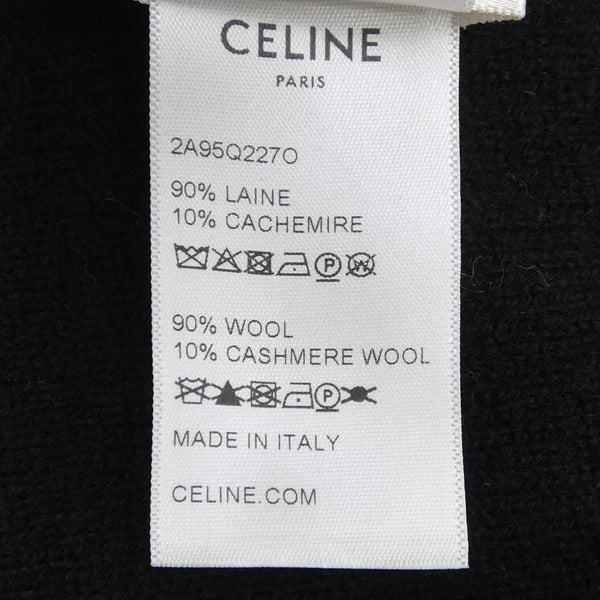 CELINE
PARIS
2A95Q227O
90% LAINE
10% CACHEMIRE
P W
90% WOOL
10% CASHMERE WOOL
P
MADE IN ITALY
CELINE.COM